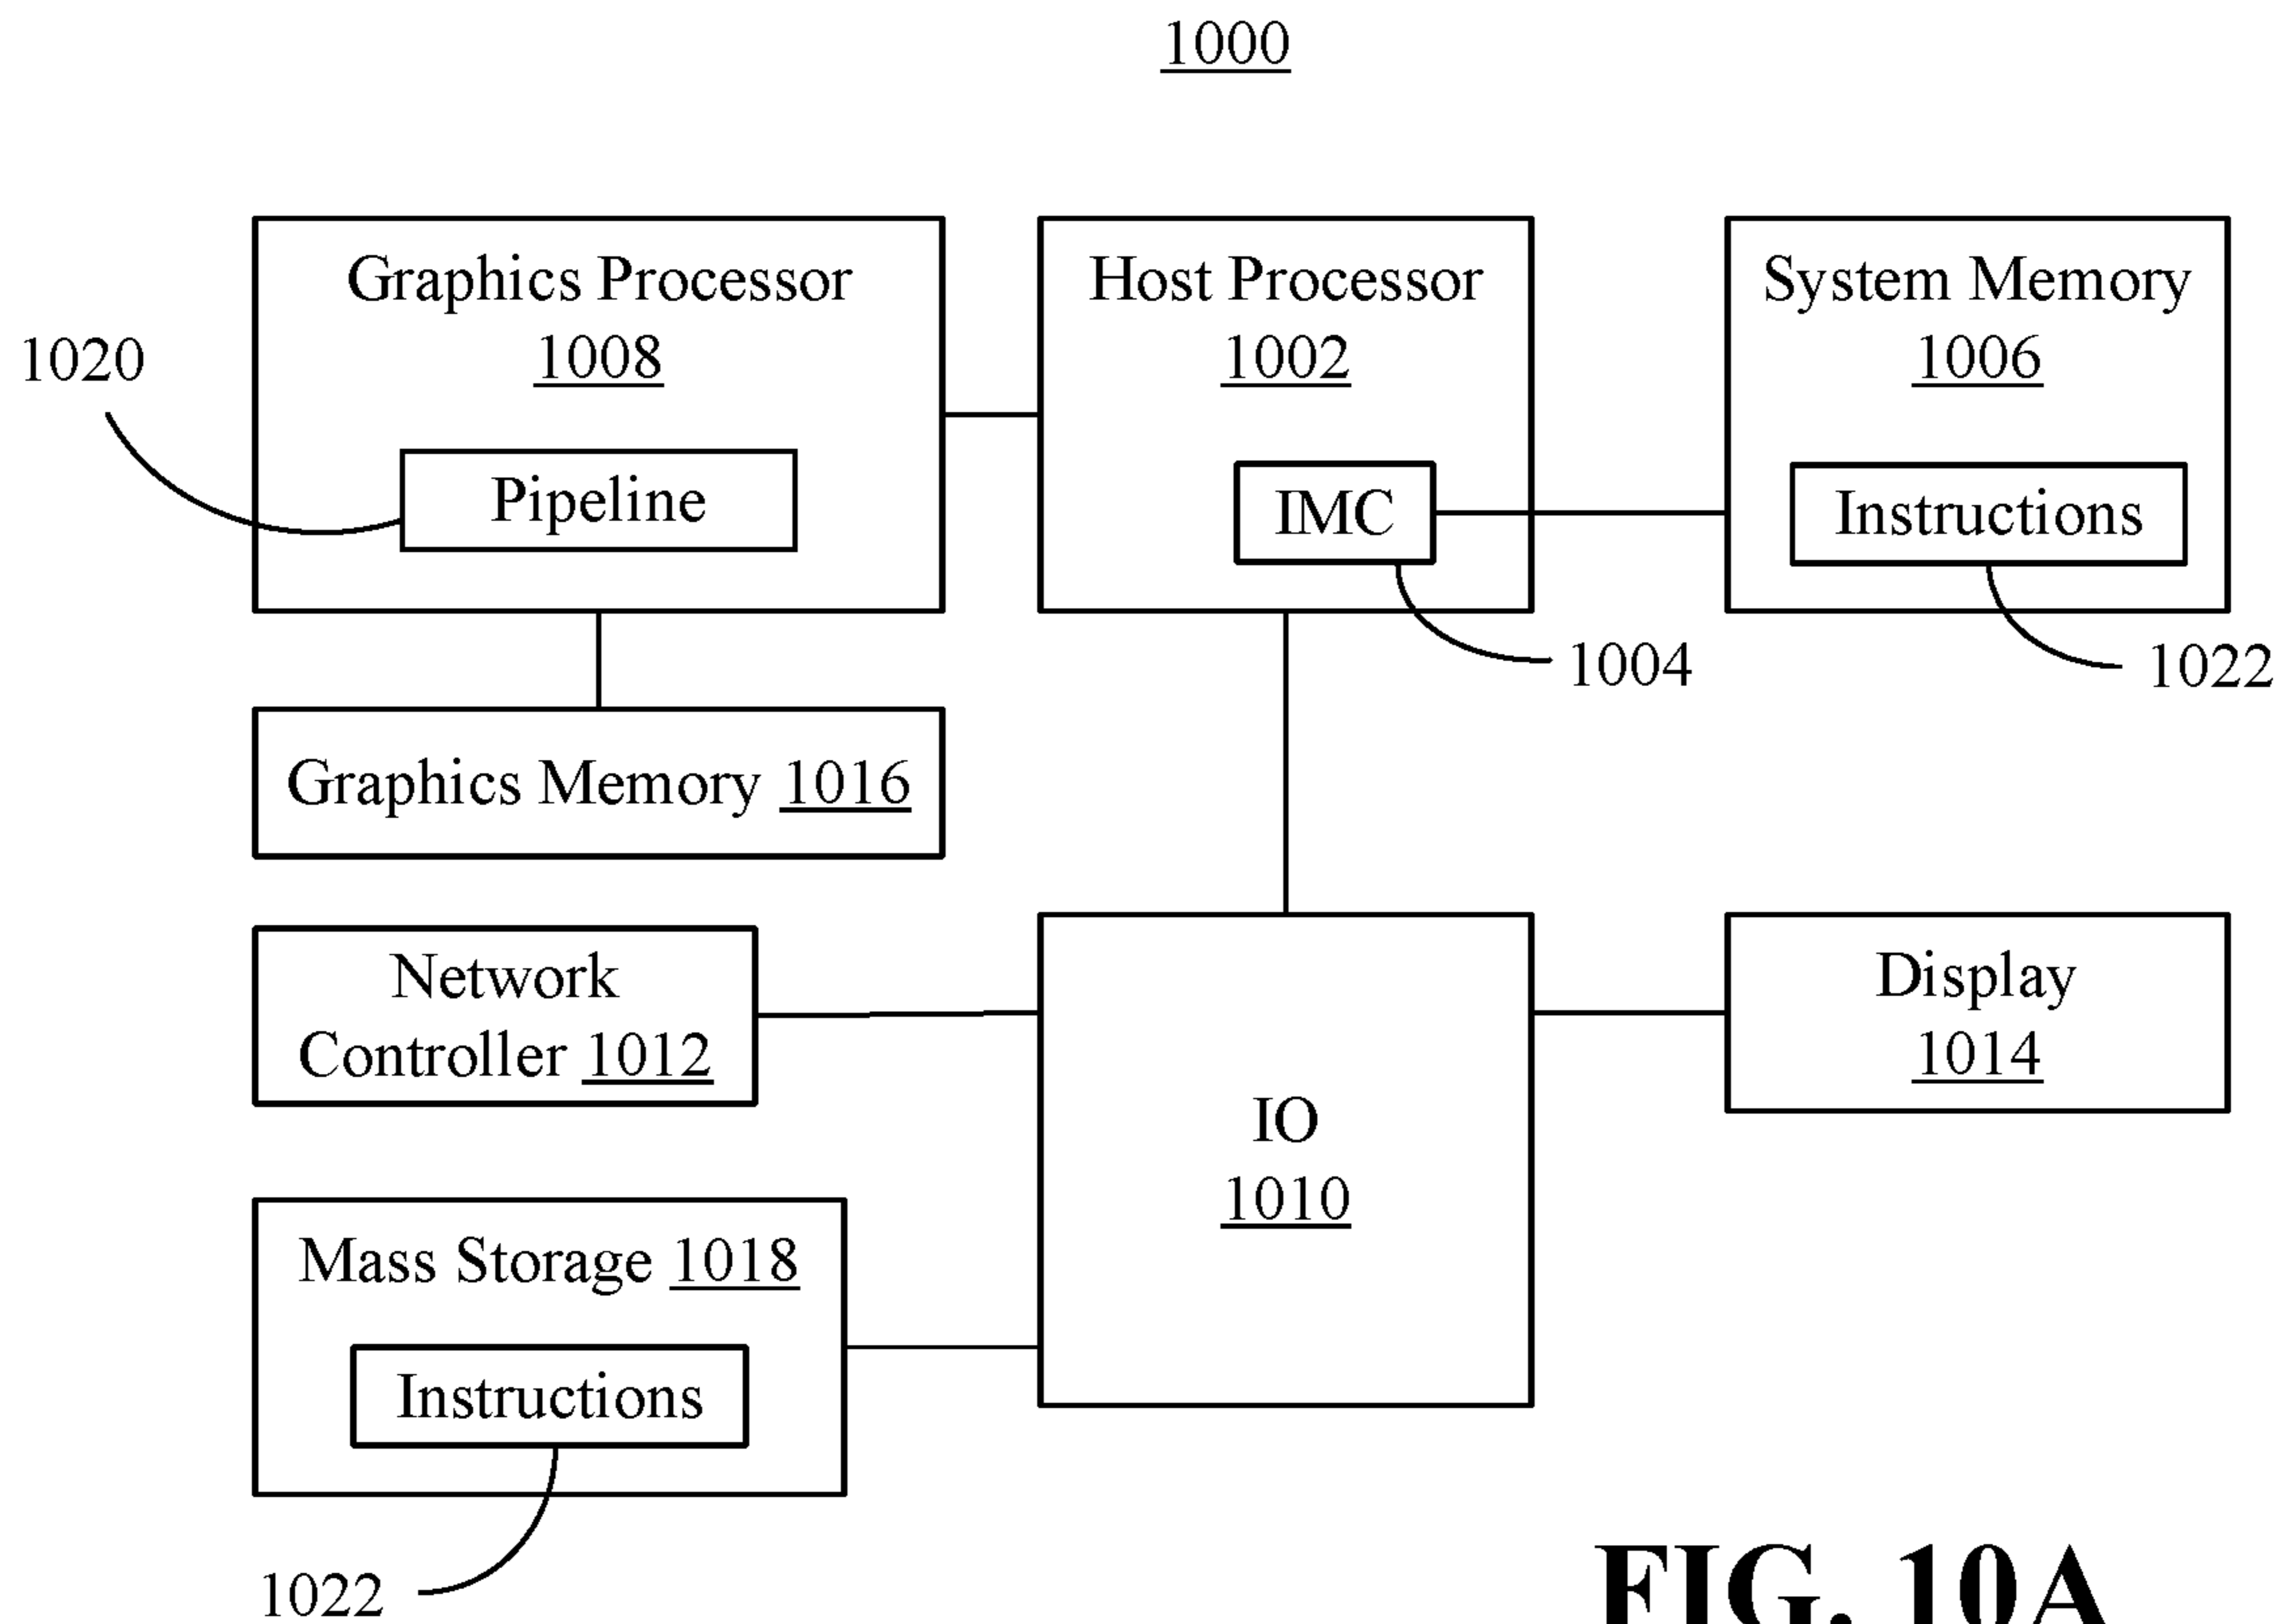 1000
Graphics Processor
1008
1020
Pipeline
Host Processor
1002
IMC
1004
System Memory
1006
Instructions
1022
Graphics Memory 1016
Network
Controller 1012
IO
1010
Display
1014
Mass Storage 1018
Instructions
1022
FIG. 10A